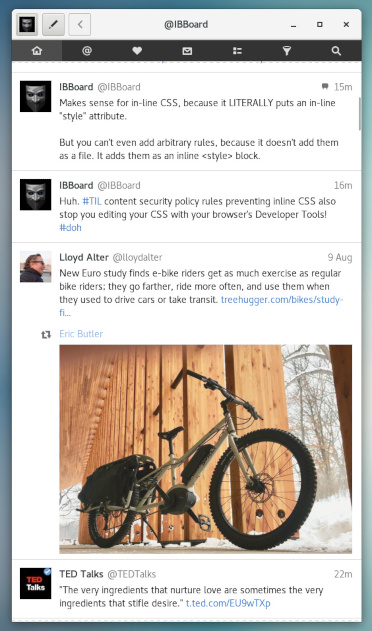 @IBBoard
IBBoard @IBBoard 15m
Makes sense for in-line CSS, because it LITERALLY puts an in-line
"style" attribute.
But you can't even add arbitrary rules, because it doesn't add them
as a file. It adds them as an inline <style> block.
IBBoard @IBBoard 16m
Huh. #TIL content security policy rules preventing inline CSS also
stop you editing your CSS with your browser's Developer Tools!
#doh
Lloyd Alter @lloydalter 9 Aug
New Euro study finds e-bike riders get as much exercise as regular
bike riders; they go farther, ride more often, and use them when
they used to drive cars or take transit. treehugger.com/bikes/study-
fi...
Eric Butler
TED Talks @TEDTalks 22m
"The very ingredients that nurture love are sometimes the very
ingredients that stifle desire." t.ted.com/EU9wTXp
TED
Talks